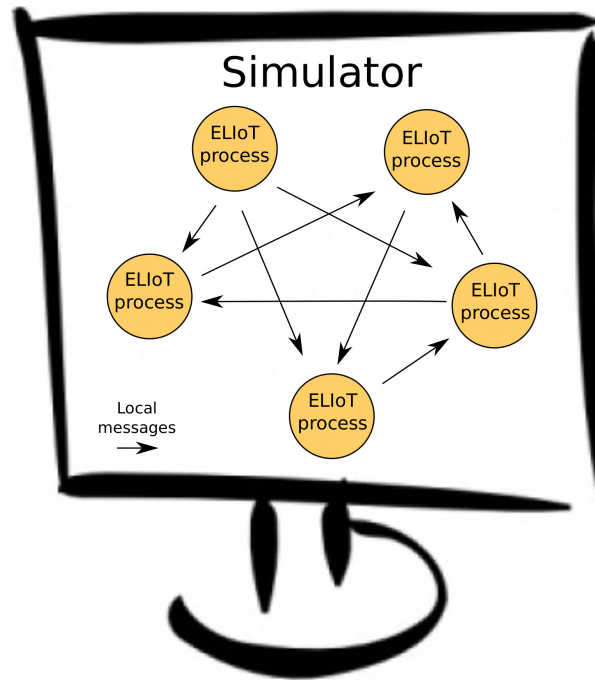 Simulator
ELIoT
process
ELIoT
process
ELIoT
process
ELIoT
process
ELIoT
process
Local
messages